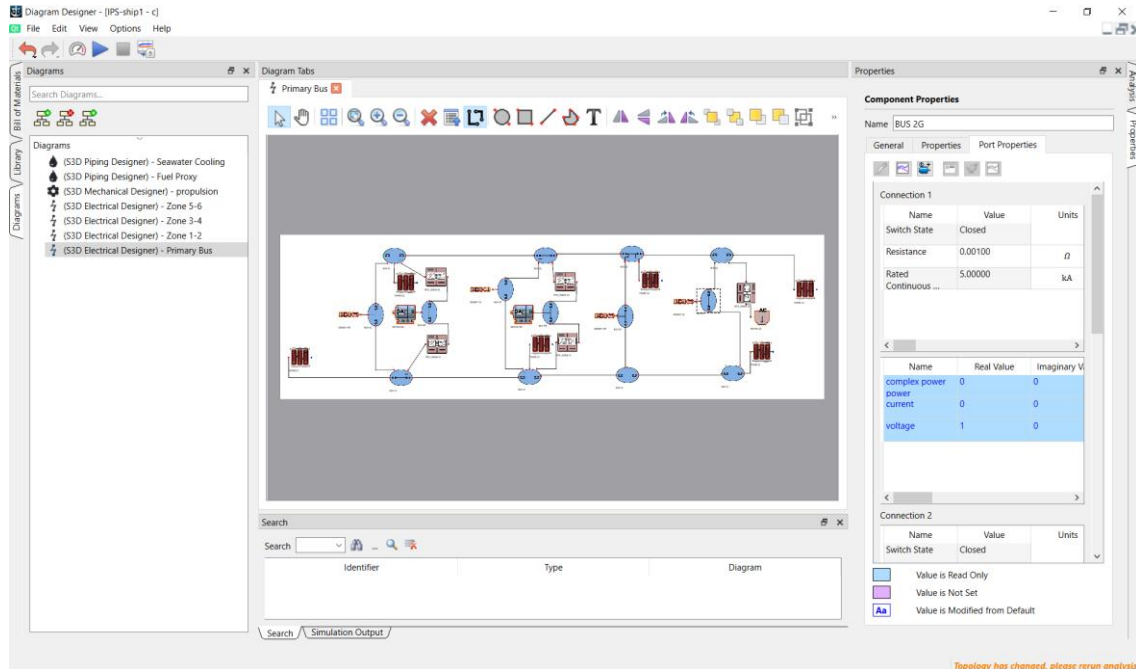 Diagram Designer - [IPS-ship1 - c]
File Edit View Options Help
Diagrams
Search Diagrams...
Diagrams
(S3D Piping Designer) - Seawater Cooling
(S3D Piping Designer) - Fuel Proxy
(S3D Mechanical Designer) - propulsion
(S3D Electrical Designer) - Zone 5-6
(S3D Electrical Designer) - Zone 3-4
(S3D Electrical Designer) - Zone 1-2
(S3D Electrical Designer) - Primary Bus
Bill of Materials
Library
Diagrams
Diagram Tabs
Primary Bus
T
Search
Search
Identifier Type Diagram
Search Simulation Output
Properties
Component Properties
Name BUS 2G
General Properties Port Properties
Connection 1
Name Value Units
Switch State Closed
Resistance 0.00100 Ω
Rated 5.00000 kA
Continuous ...
Name Real Value Imaginary Va
complex power 0 0
power
current 0 0
voltage 1 0
Connection 2
Name Value Units
Switch State Closed
Value is Read Only
Value is Not Set
Aa Value is Modified from Default
Analysis
Properties
Topology has changed, please rerun analysis